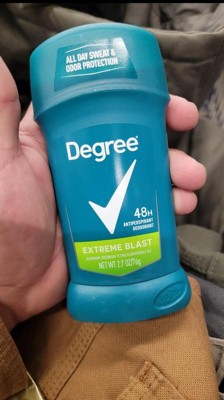 ALL DAY SWEAT &
ODOR PROTECTION
Degree
48H
ANTIPERSPIRANT
DEODORANT
EXTREME BLAST
NET WT 2.7 OZ(76g)